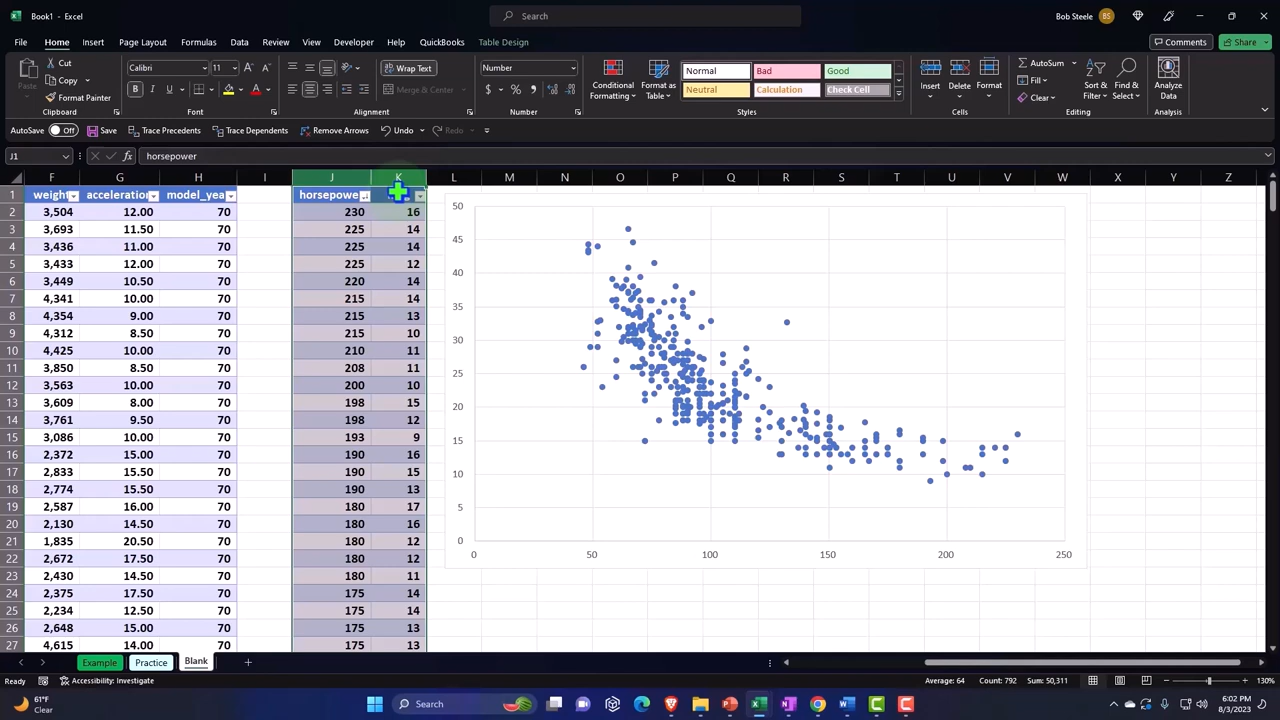 Book1 - Excel
Search
Bob Steele BS
File Home Insert Page Layout Formulas Data Review View Developer Help QuickBooks Table Design
Comments Share
Cut
Copy
Paste
Format Painter
Clipboard
Calibri 11
Font
Wrap Text
Merge & Center
Alignment
Number
Number
Conditional Formatting
Format as Table
Normal Bad Good
Neutral Calculation Check Cell
Styles
Insert Delete Format
Cells
AutoSum
Fill
Clear
Sort & Filter
Find & Select
Editing
Analyze Data
Analysis
AutoSave Off Save Trace Precedents Trace Dependents Remove Arrows Undo Redo
J1 fx horsepower
F G H I J K L M N O P Q R S T U V W X Y Z
1 weight acceleration model_yea horsepowe
2 3,504 12.00 70 230 16
3 3,693 11.50 70 225 14
4 3,436 11.00 70 225 14
5 3,433 12.00 70 225 12
6 3,449 10.50 70 220 14
7 4,341 10.00 70 215 14
8 4,354 9.00 70 215 13
9 4,312 8.50 70 215 10
10 4,425 10.00 70 210 11
11 3,850 8.50 70 208 11
12 3,563 10.00 70 200 10
13 3,609 8.00 70 198 15
14 3,761 9.50 70 198 12
15 3,086 10.00 70 193 9
16 2,372 15.00 70 190 16
17 2,833 15.50 70 190 15
18 2,774 15.50 70 190 13
19 2,587 16.00 70 180 17
20 2,130 14.50 70 180 16
21 1,835 20.50 70 180 12
22 2,672 17.50 70 180 12
23 2,430 14.50 70 180 11
24 2,375 17.50 70 175 14
25 2,234 12.50 70 175 14
26 2,648 15.00 70 175 13
27 4,615 14.00 70 175 13
50
45
40
35
30
25
20
15
10
5
0
0 50 100 150 200 250
Example Practice Blank
Ready Accessibility: Investigate Average: 64 Count: 792 Sum: 50,311 130%
61°F
Clear
Search
6:02 PM
8/3/2023